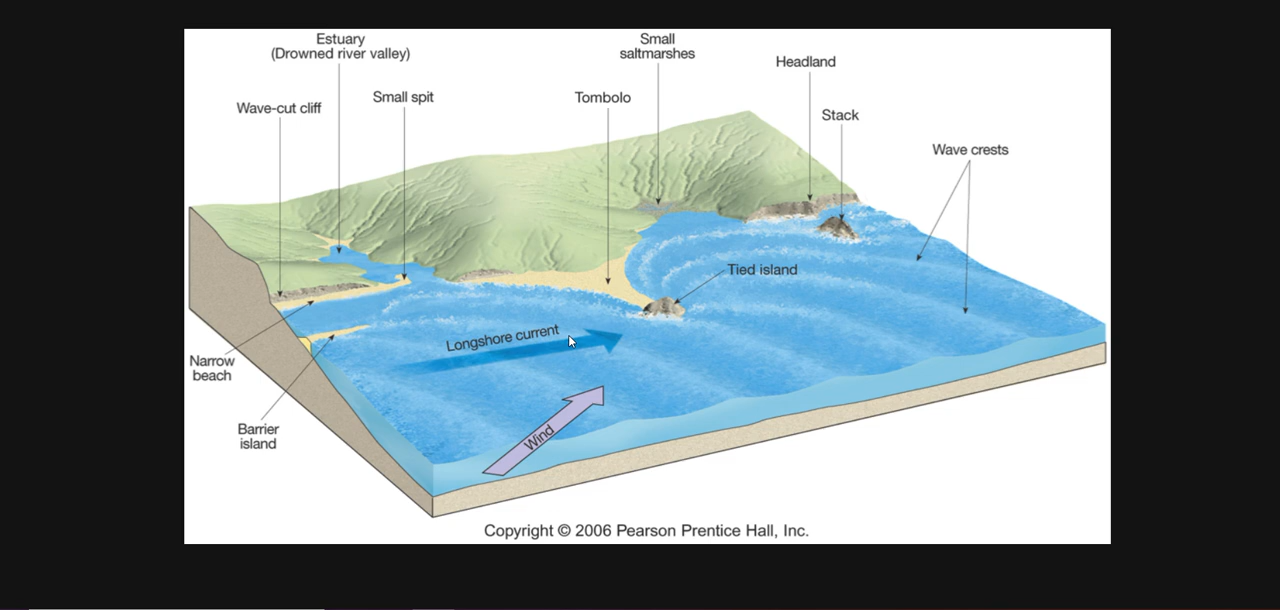 Estuary
(Drowned river valley)
Small
saltmarshes
Headland
Wave-cut cliff
Small spit
Tombolo
Stack
Wave crests
Tied island
Longshore current
Narrow
beach
Barrier
island
Wind
Copyright © 2006 Pearson Prentice Hall, Inc.